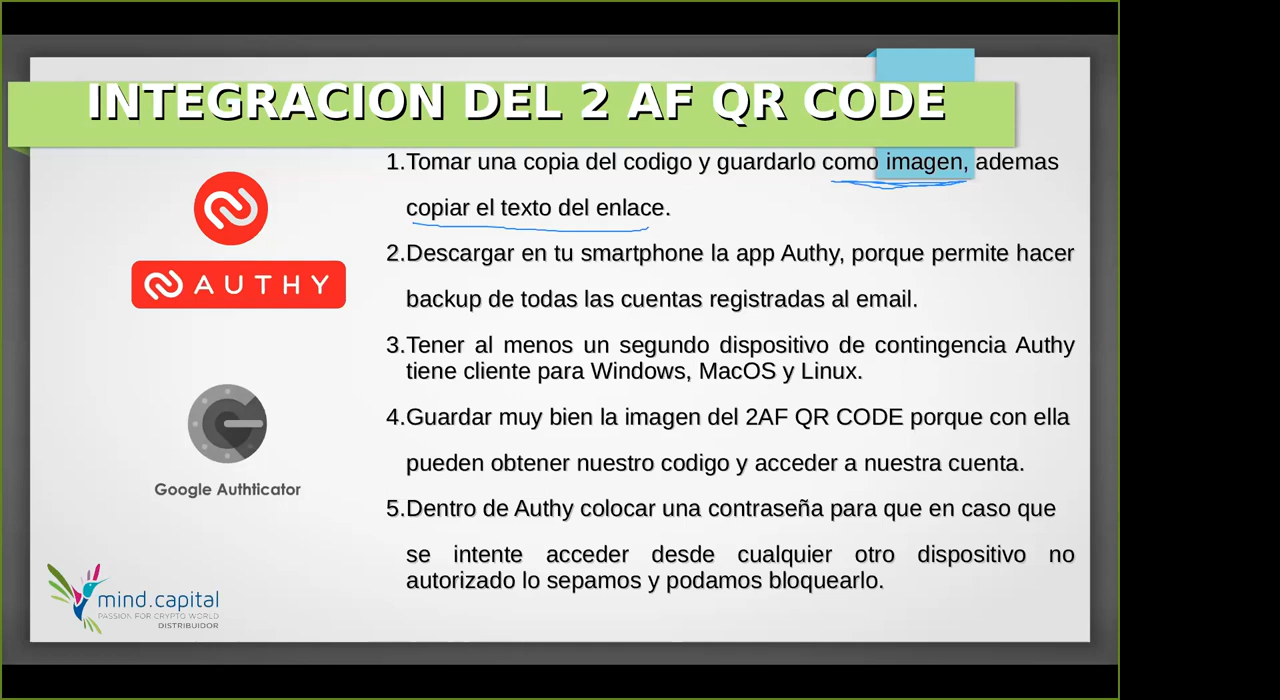 INTEGRACION DEL 2 AF QR CODE
1.Tomar una copia del codigo y guardarlo como imagen, ademas
copiar el texto del enlace.
2.Descargar en tu smartphone la app Authy, porque permite hacer
backup de todas las cuentas registradas al email.
3.Tener al menos un segundo dispositivo de contingencia Authy
tiene cliente para Windows, MacOS y Linux.
4.Guardar muy bien la imagen del 2AF QR CODE porque con ella
pueden obtener nuestro codigo y acceder a nuestra cuenta.
5.Dentro de Authy colocar una contraseña para que en caso que
se intente acceder desde cualquier otro dispositivo no
autorizado lo sepamos y podamos bloquearlo.
AUTHY
Google Authticator
mind.capital
PASSION FOR CRYPTO WORLD
DISTRIBUIDOR